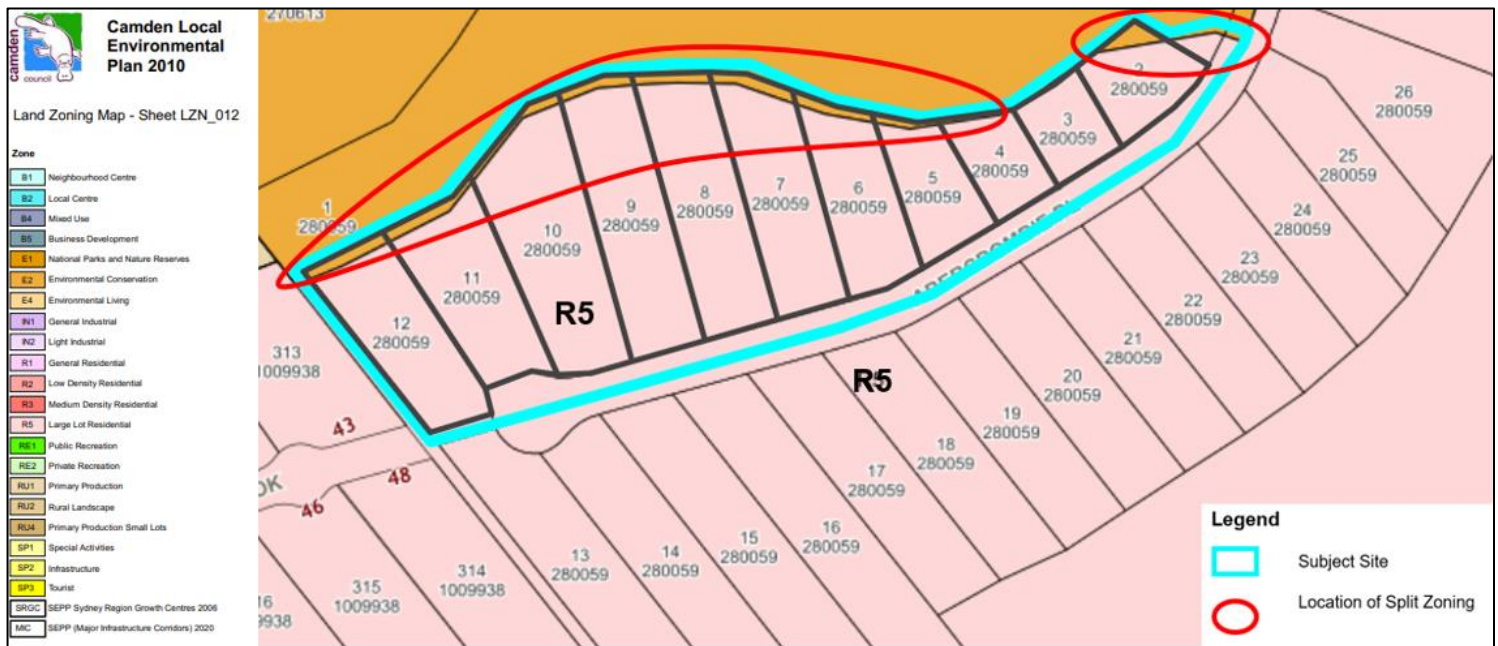 camden
council
Camden Local
Environmental
Plan 2010
Land Zoning Map - Sheet LZN_012
Zone
B1 Neighbourhood Centre
B2 Local Centre
B4 Mixed Use
B5 Business Development
E1 National Parks and Nature Reserves
E2 Environmental Conservation
E4 Environmental Living
IN1 General Industrial
IN2 Light Industrial
R1 General Residential
R2 Low Density Residential
R3 Medium Density Residential
R5 Large Lot Residential
RE1 Public Recreation
RE2 Private Recreation
RU1 Primary Production
RU2 Rural Landscape
RU4 Primary Production Small Lots
SP1 Special Activities
SP2 Infrastructure
SP3 Tourist
SRGC SEPP Sydney Region Growth Centres 2006
MIC SEPP (Major Infrastructure Corridors) 2020
270613
1
280059
2
280059
3
280059
4
280059
5
280059
6
280059
7
280059
8
280059
9
280059
10
280059
11
280059
12
280059
R5
R5
26
280059
25
280059
24
280059
23
280059
22
280059
21
280059
20
280059
19
280059
18
280059
17
280059
16
280059
15
280059
14
280059
13
280059
313
1009938
43
48
46
OK
314
1009938
315
1009938
16
9938
Legend
Subject Site
Location of Split Zoning